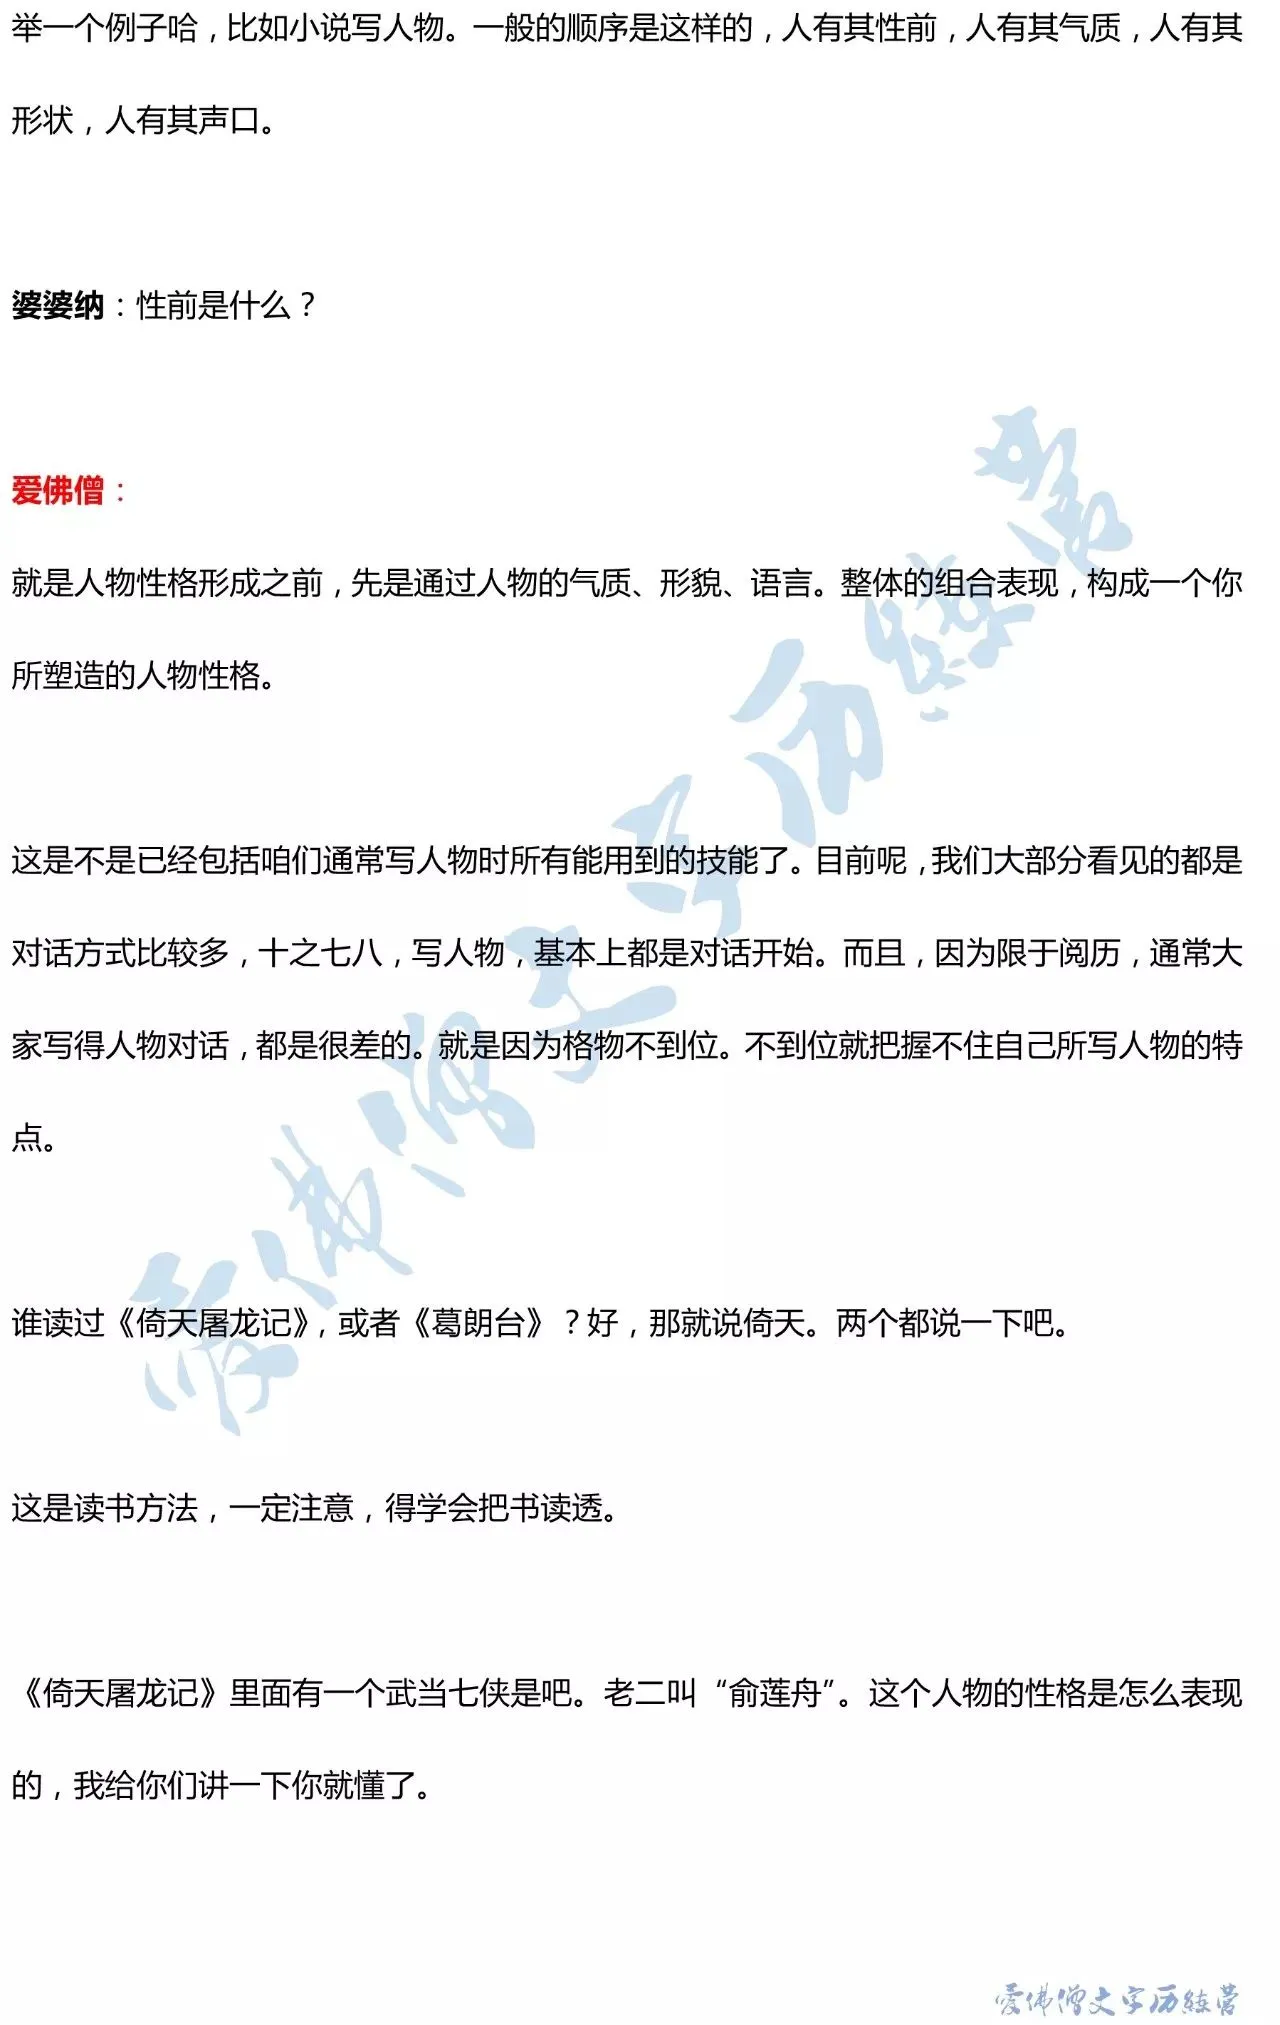 举一个例子哈，比如小说写人物。一般的顺序是这样的，人有其性前，人有其气质，人有其
形状，人有其声口。
婆婆纳：性前是什么？
爱佛僧：
就是人物性格形成之前，先是通过人物的气质、形貌、语言。整体的组合表现，构成一个你
所塑造的人物性格。
这是不是已经包括咱们通常写人物时所有能用到的技能了。目前呢，我们大部分看见的都是
对话方式比较多，十之七八，写人物，基本上都是对话开始。而且，因为限于阅历，通常大
家写得人物对话，都是很差的。就是因为格物不到位。不到位就把握不住自己所写人物的特
点。
谁读过《倚天屠龙记》，或者《葛朗台》？好，那就说倚天。两个都说一下吧。
这是读书方法，一定注意，得学会把书读透。
《倚天屠龙记》里面有一个武当七侠是吧。老二叫“俞莲舟”。这个人物的性格是怎么表现
的，我给你们讲一下你就懂了。
爱佛僧文字历练营
爱佛僧文字历练营